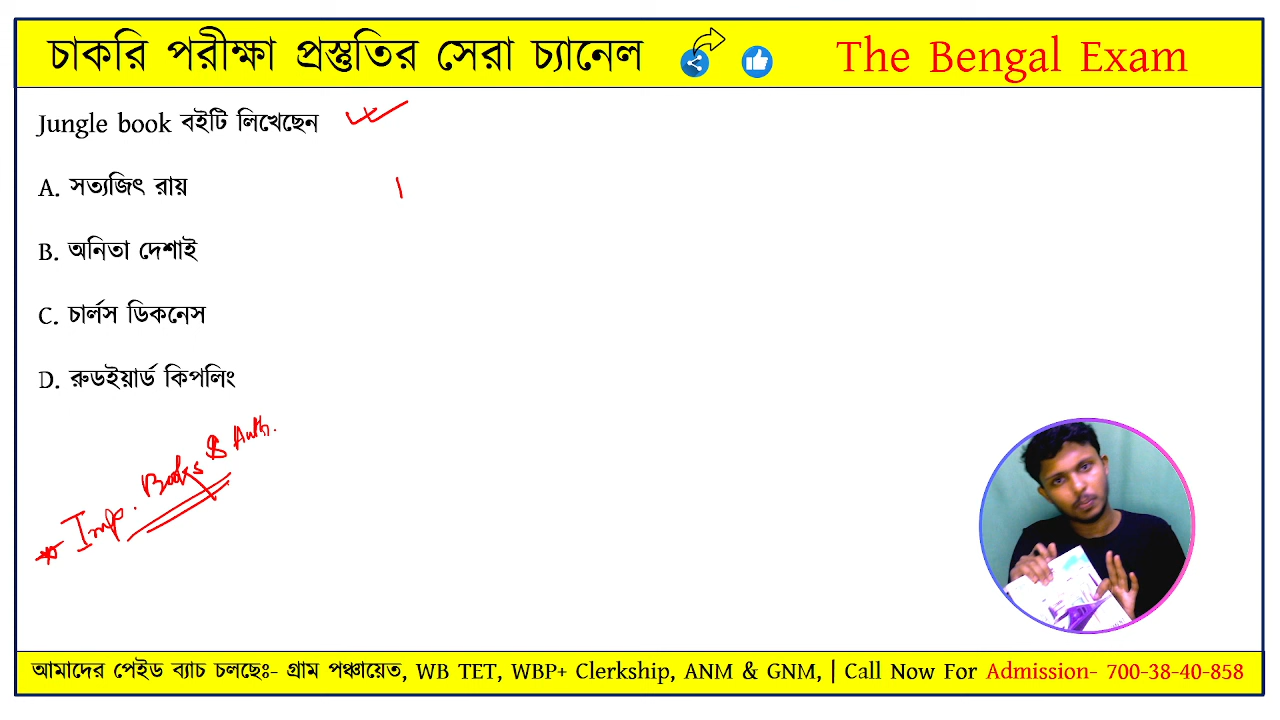 চাকরি পরীক্ষা প্রস্তুতির সেরা চ্যানেল The Bengal Exam
Jungle book বইটি লিখেছেন
A. সত্যজিৎ রায়
B. অনিতা দেশাই
C. চার্লস ডিকনেস
D. রুডইয়ার্ড কিপলিং
Imp. Books & Auth.
আমাদের পেইড ব্যাচ চলছেঃ- গ্রাম পঞ্চায়েত, WB TET, WBP+ Clerkship, ANM & GNM, | Call Now For Admission- 700-38-40-858